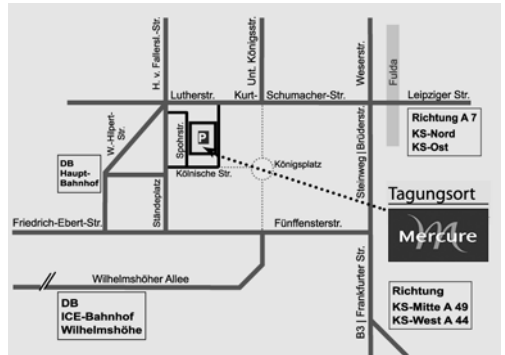 H. v. Fallersl.-Str.
Unt. Königsstr.
Weserstr.
Fulda
Lutherstr.
Kurt-
Schumacher-Str.
Leipziger Str.
W.-Hilpert-
Str.
Spohrstr.
P
Steinweg | Brüderstr.
Richtung A 7
KS-Nord
KS-Ost
DB
Haupt-
Bahnhof
Königsplatz
Kölnische Str.
Ständeplatz
Tagungsort
Mercure
Friedrich-Ebert-Str.
Fünffensterstr.
Wilhelmshöher Allee
DB
ICE-Bahnhof
Wilhelmshöhe
B3 | Frankfurter Str.
Richtung
KS-Mitte A 49
KS-West A 44